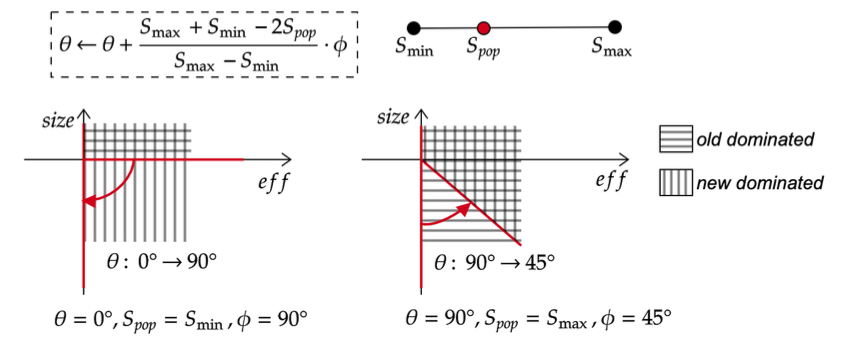 θ ← θ + (S_max + S_min − 2S_pop) / (S_max − S_min) · ϕ
S_min S_pop S_max
size
eff
θ: 0° → 90°
θ = 0°, S_pop = S_min, ϕ = 90°
size
eff
θ: 90° → 45°
θ = 90°, S_pop = S_max, ϕ = 45°
old dominated
new dominated